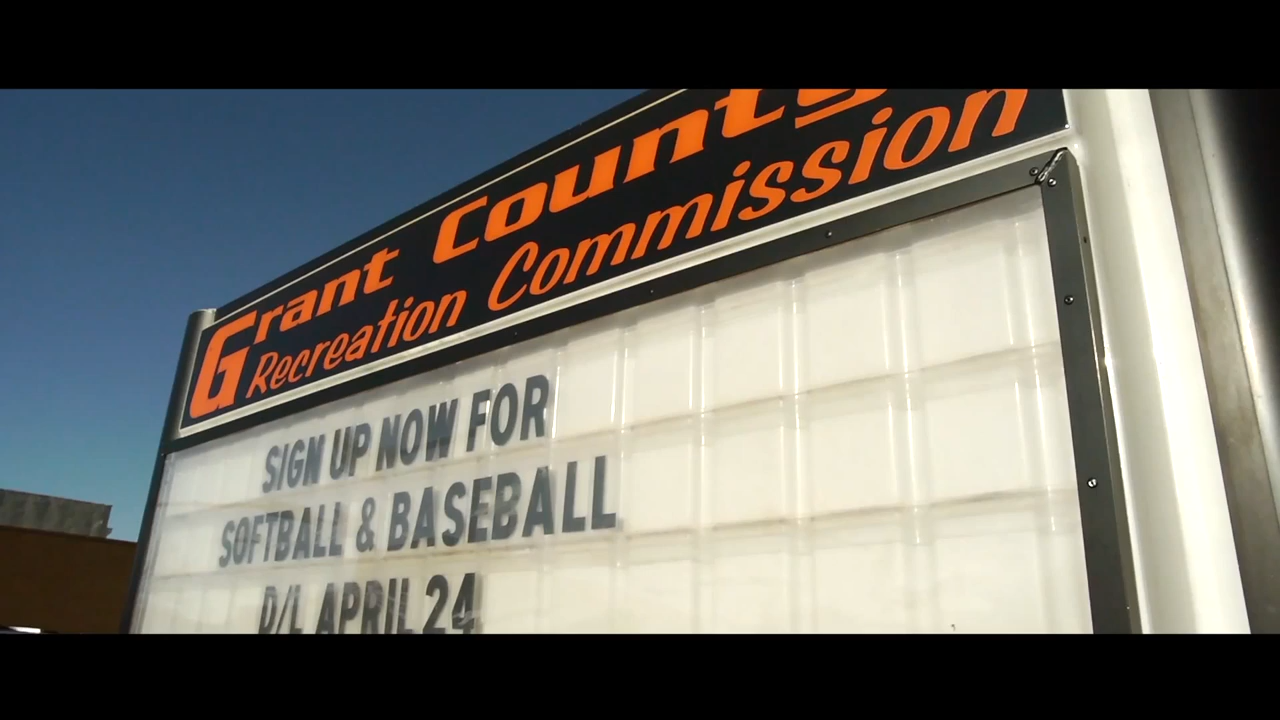 Grant County
Recreation Commission
SIGN UP NOW FOR
SOFTBALL & BASEBALL
D/L APRIL 24